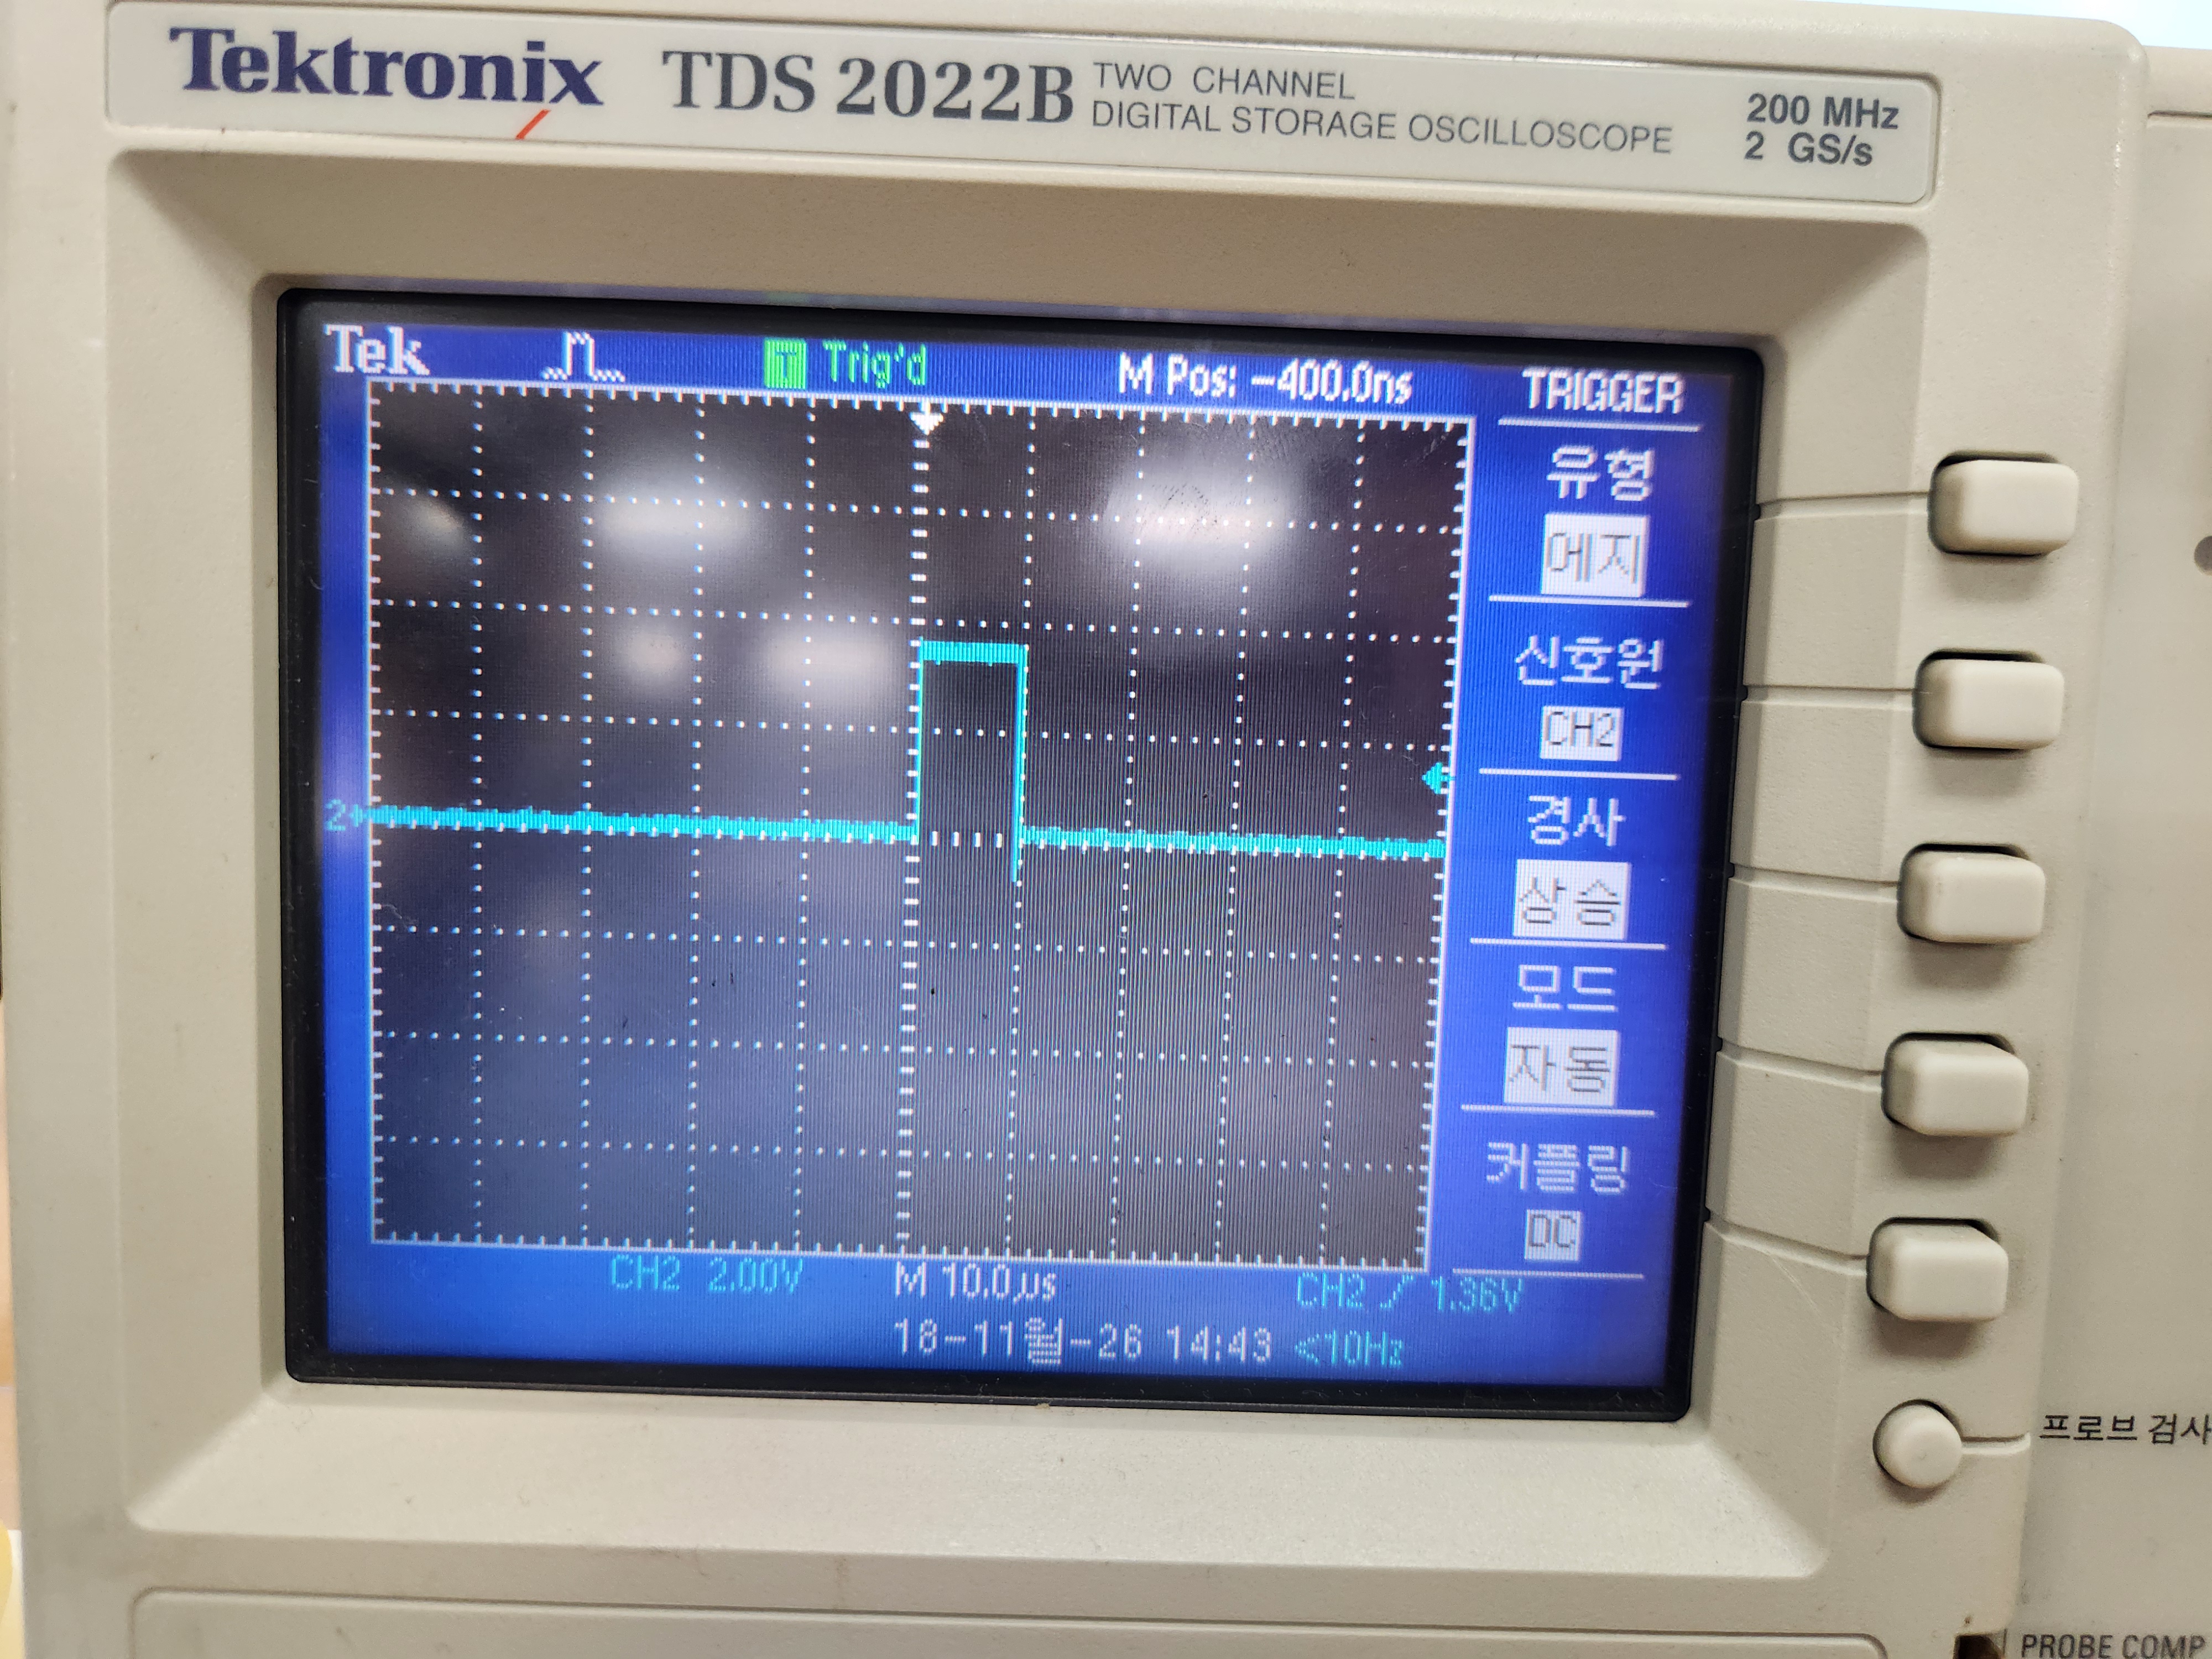 Tektronix TDS 2022B TWO CHANNEL DIGITAL STORAGE OSCILLOSCOPE 200 MHz 2 GS/s
Tek T Trig'd M Pos: -400.0ns TRIGGER
유형
에지
신호원
CH2
경사
상승
모드
자동
커플링
DC
2
CH2 2.00V M 10.0µs CH2 1.36V
18-11월-26 14:43 <10Hz
프로브 검사
PROBE COMP